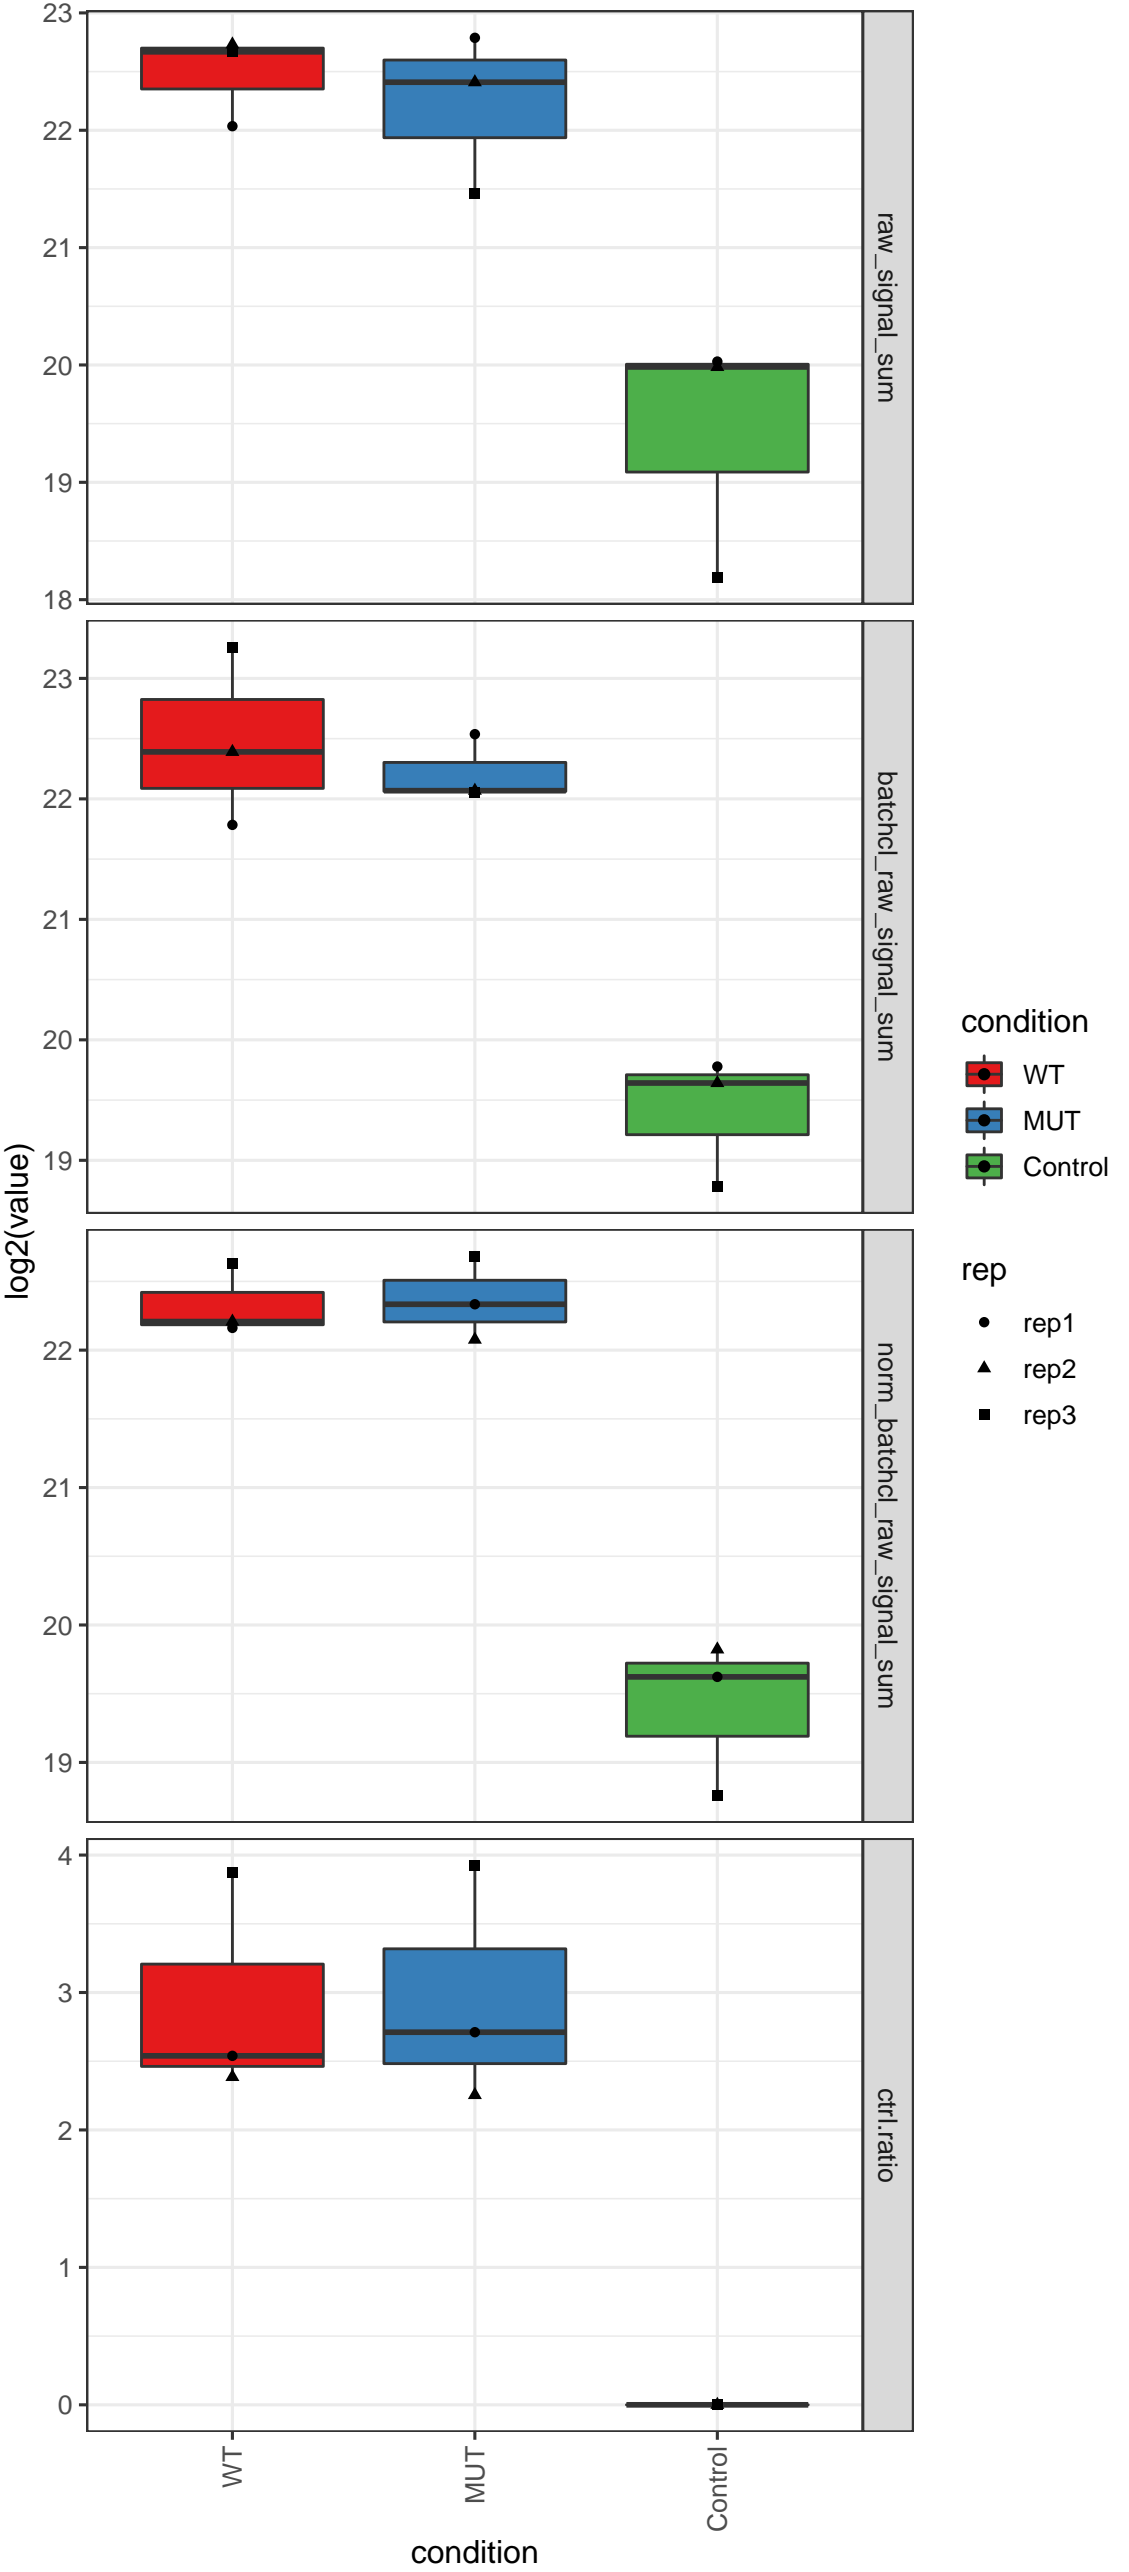 23
22
21
20
19
18
raw_signal_sum
23
22
21
20
19
batchcl_raw_signal_sum
22
21
20
19
norm_batchcl_raw_signal_sum
4
3
2
1
0
ctrl.ratio
log2(value)
WT
MUT
Control
condition
condition
WT
MUT
Control
rep
rep1
rep2
rep3